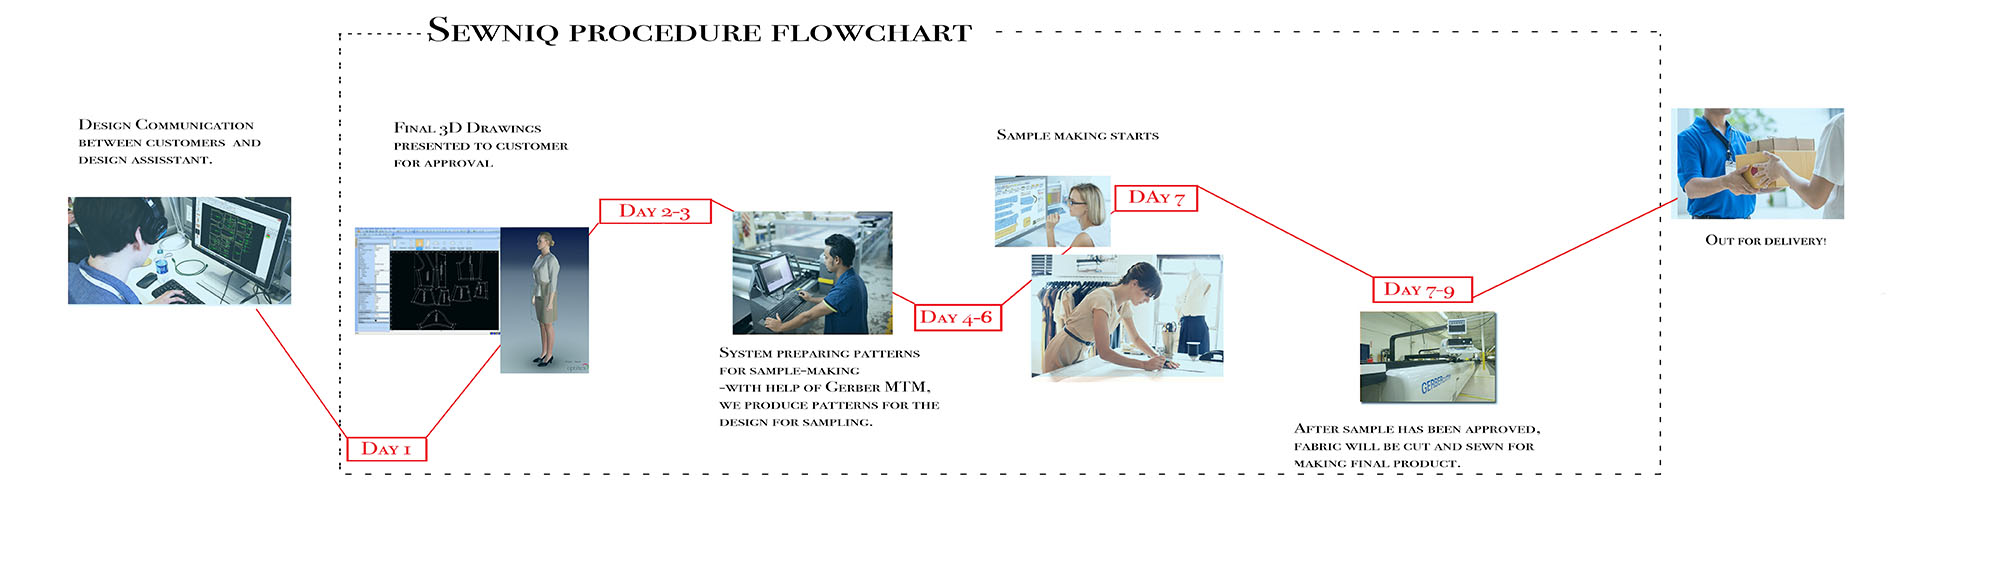 Sewniq procedure flowchart
Design Communication
between customers and
design assisstant.
Final 3D Drawings
presented to customer
for approval
Sample making starts
Day 2-3
DAy 7
Out for delivery!
Day 7-9
Day 4-6
System preparing patterns
for sample-making
-with help of Gerber MTM,
we produce patterns for the
design for sampling.
GERBER
After sample has been approved,
fabric will be cut and sewn for
making final product.
Day 1